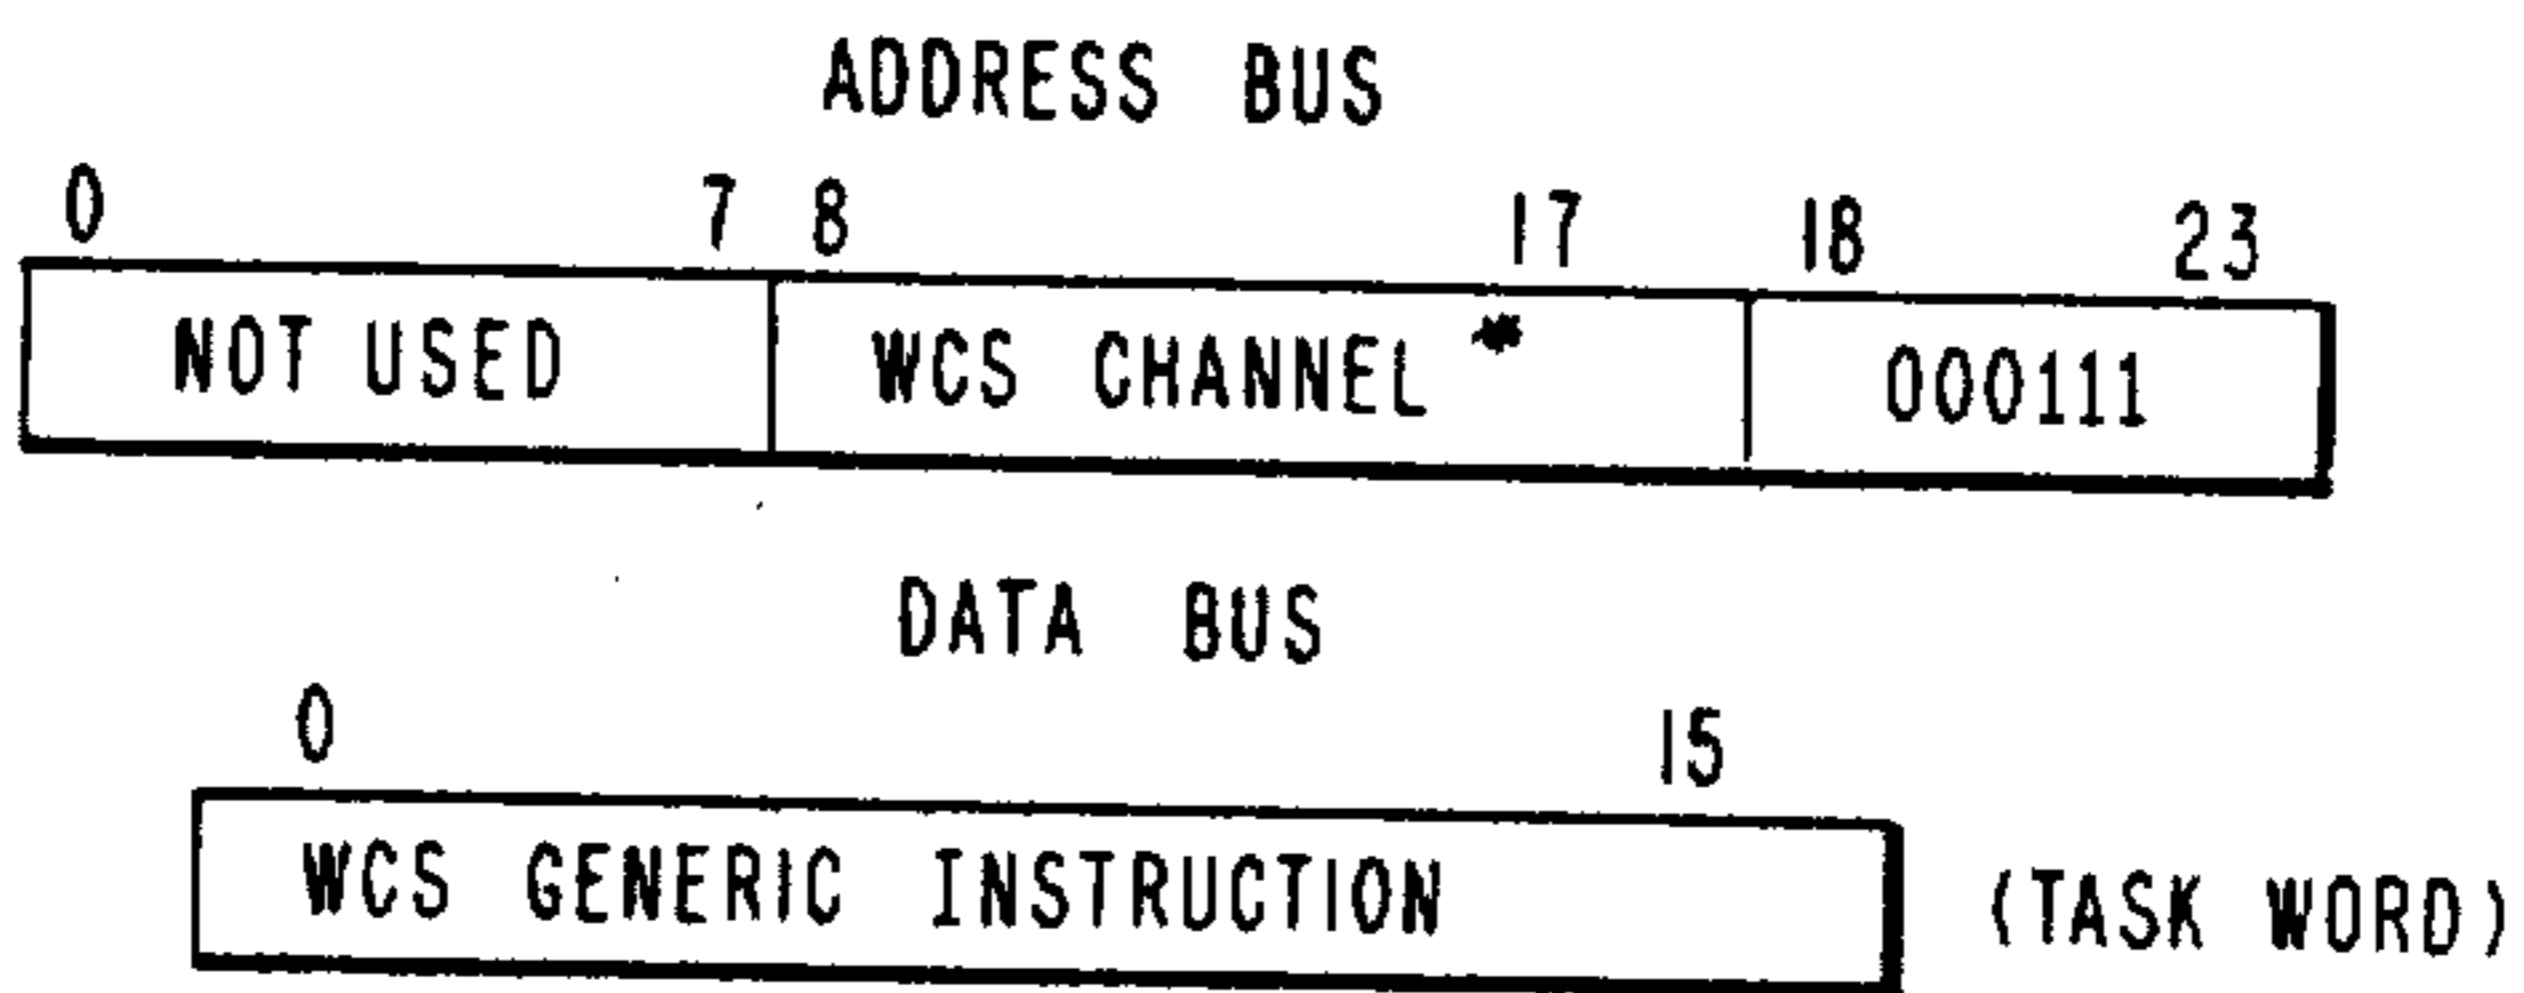 ADDRESS BUS
0 7 8 17 18 23
NOT USED WCS CHANNEL * 000111
DATA BUS
0 15
WCS GENERIC INSTRUCTION (TASK WORD)